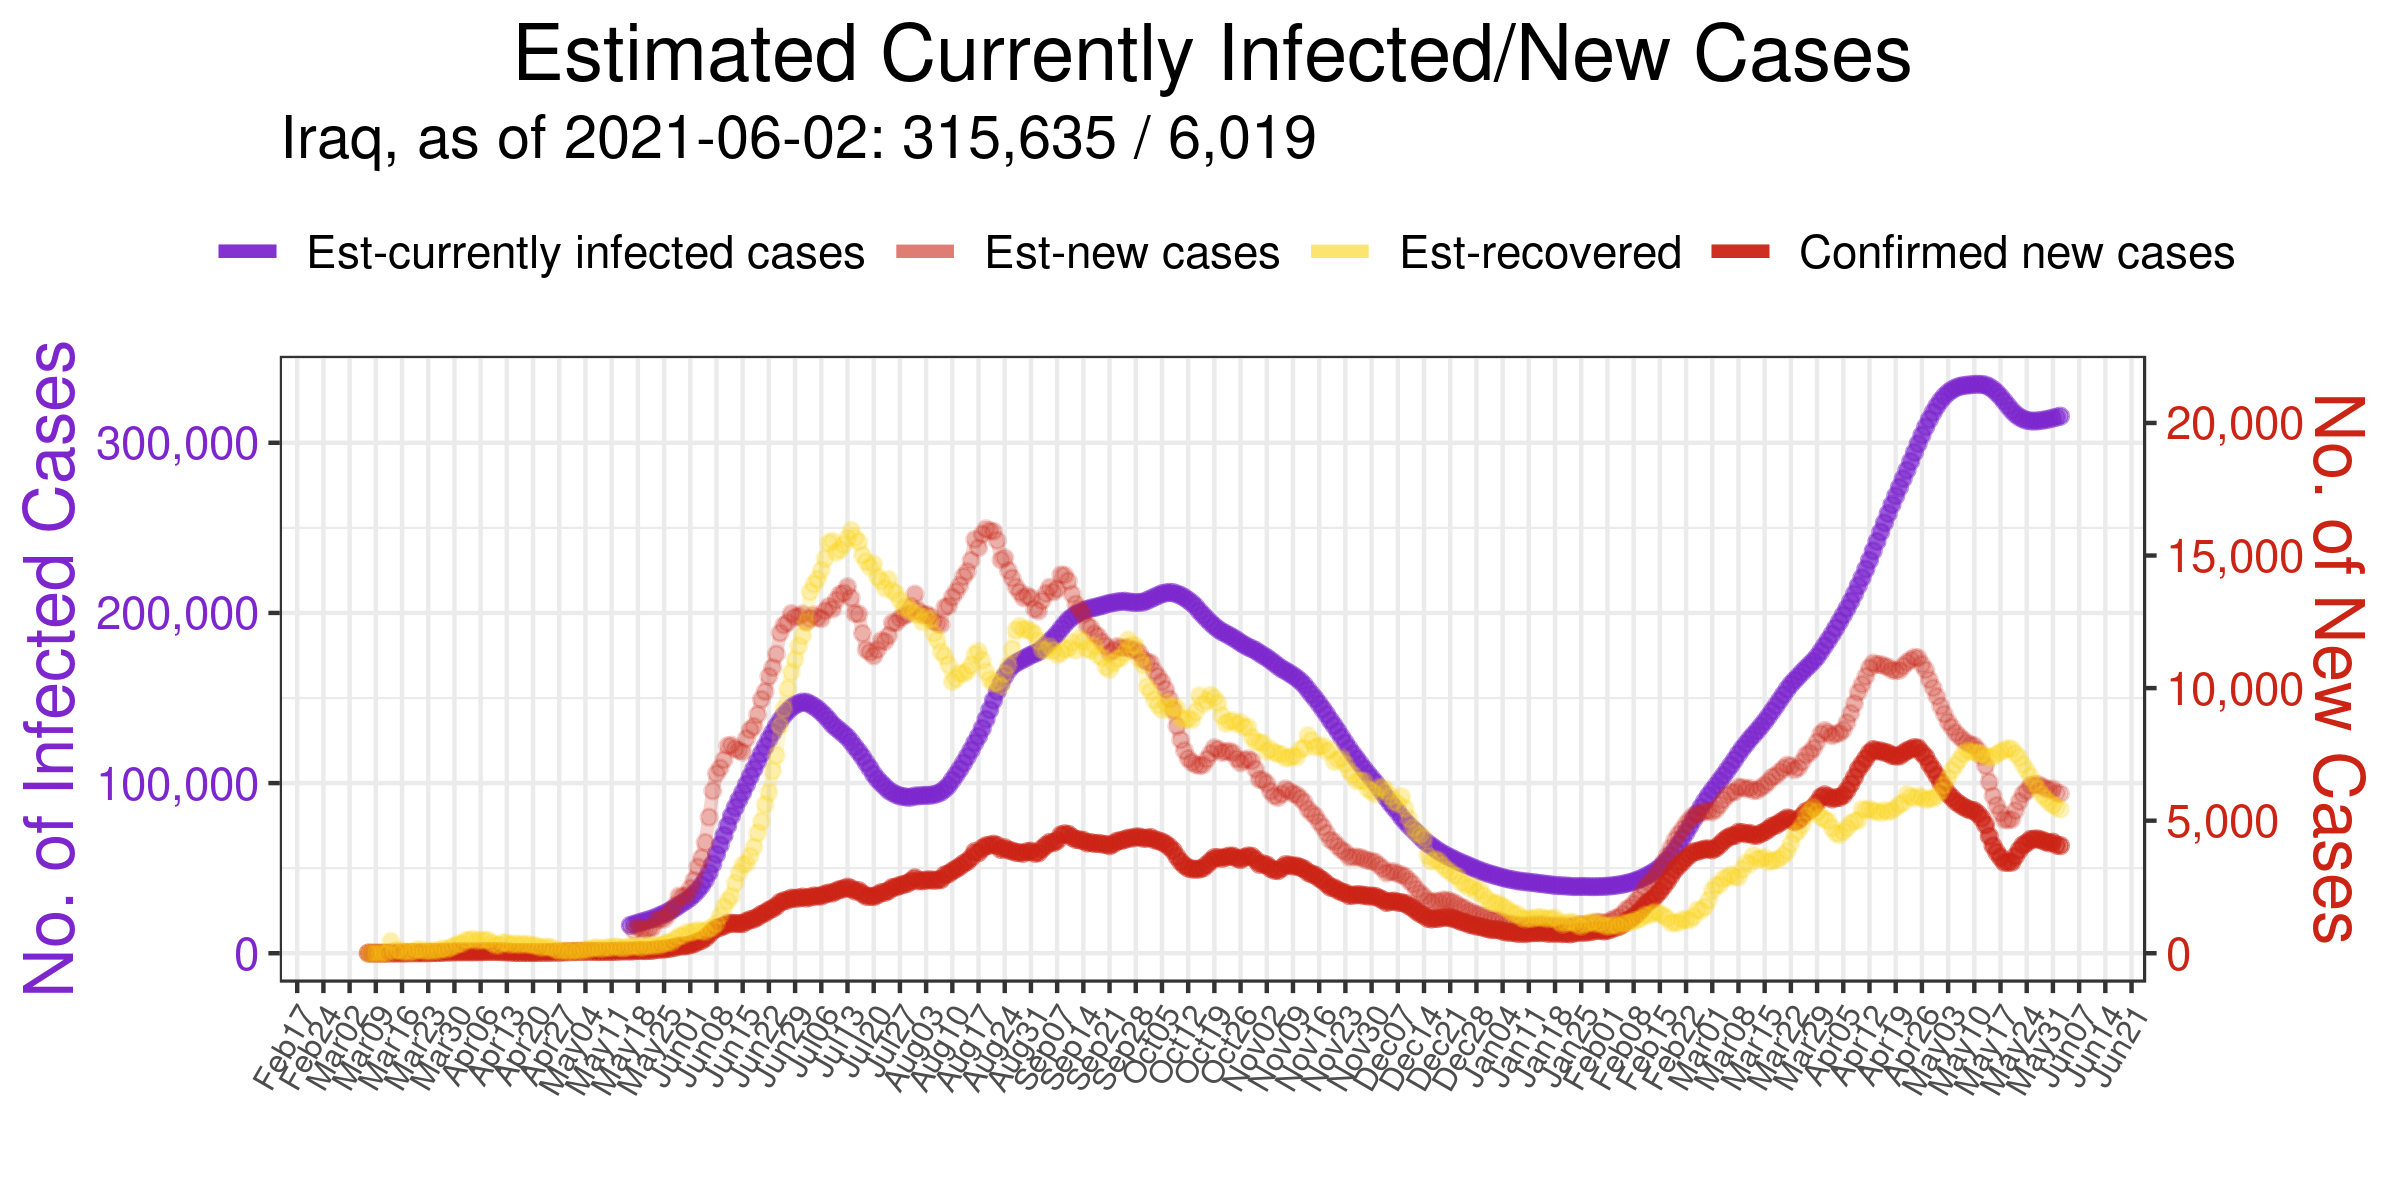 Estimated Currently Infected/New Cases
Iraq, as of 2021-06-02: 315,635 / 6,019
Est-currently infected cases Est-new cases Est-recovered Confirmed new cases
No. of Infected Cases
300,000
200,000
100,000
0
20,000
15,000
10,000
5,000
0
No. of New Cases
Feb17 Feb24 Mar02 Mar09 Mar16 Mar23 Mar30 Apr06 Apr13 Apr20 Apr27 May04 May11 May18 May25 Jun01 Jun08 Jun15 Jun22 Jun29 Jul06 Jul13 Jul20 Jul27 Aug03 Aug10 Aug17 Aug24 Aug31 Sep07 Sep14 Sep21 Sep28 Oct05 Oct12 Oct19 Oct26 Nov02 Nov09 Nov16 Nov23 Nov30 Dec07 Dec14 Dec21 Dec28 Jan04 Jan11 Jan18 Jan25 Feb01 Feb08 Feb15 Feb22 Mar01 Mar08 Mar15 Mar22 Mar29 Apr05 Apr12 Apr19 Apr26 May03 May10 May17 May24 May31 Jun07 Jun14 Jun21